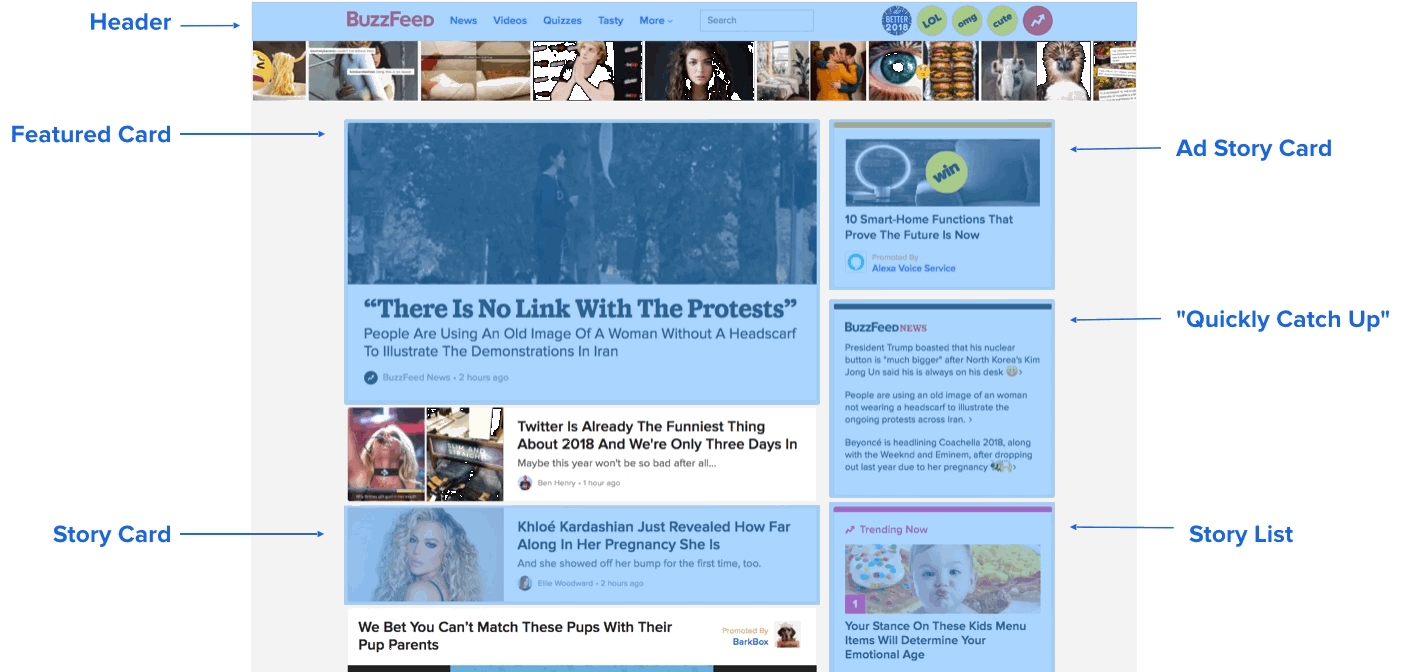 Header
BuzzFeeD
News
Videos
Quizzes
Tasty
More
Search
BETTER
2018
LOL
omg
cute
Featured Card
Ad Story Card
win
10 Smart-Home Functions That
Prove The Future Is Now
Promoted By
Alexa Voice Service
“There Is No Link With The Protests”
People Are Using An Old Image Of A Woman Without A Headscarf
To Illustrate The Demonstrations In Iran
BuzzFeed News • 2 hours ago
"Quickly Catch Up"
BuzzFeeD NEWS
President Trump boasted that his nuclear
button is "much bigger" after North Korea's Kim
Jong Un said his is always on his desk ›
People are using an old image of an woman
not wearing a headscarf to illustrate the
ongoing protests across Iran. ›
Beyoncé is headlining Coachella 2018, along
with the Weeknd and Eminem, after dropping
out last year due to her pregnancy ›
SLIM AND
STRAIGHT
Twitter Is Already The Funniest Thing
About 2018 And We're Only Three Days In
Maybe this year won't be so bad after all...
Ben Henry • 1 hour ago
Story Card
Khloé Kardashian Just Revealed How Far
Along In Her Pregnancy She Is
And she showed off her bump for the first time, too.
Ellie Woodward • 2 hours ago
Story List
Trending Now
1
Your Stance On These Kids Menu
Items Will Determine Your
Emotional Age
We Bet You Can’t Match These Pups With Their
Pup Parents
Promoted By
BarkBox